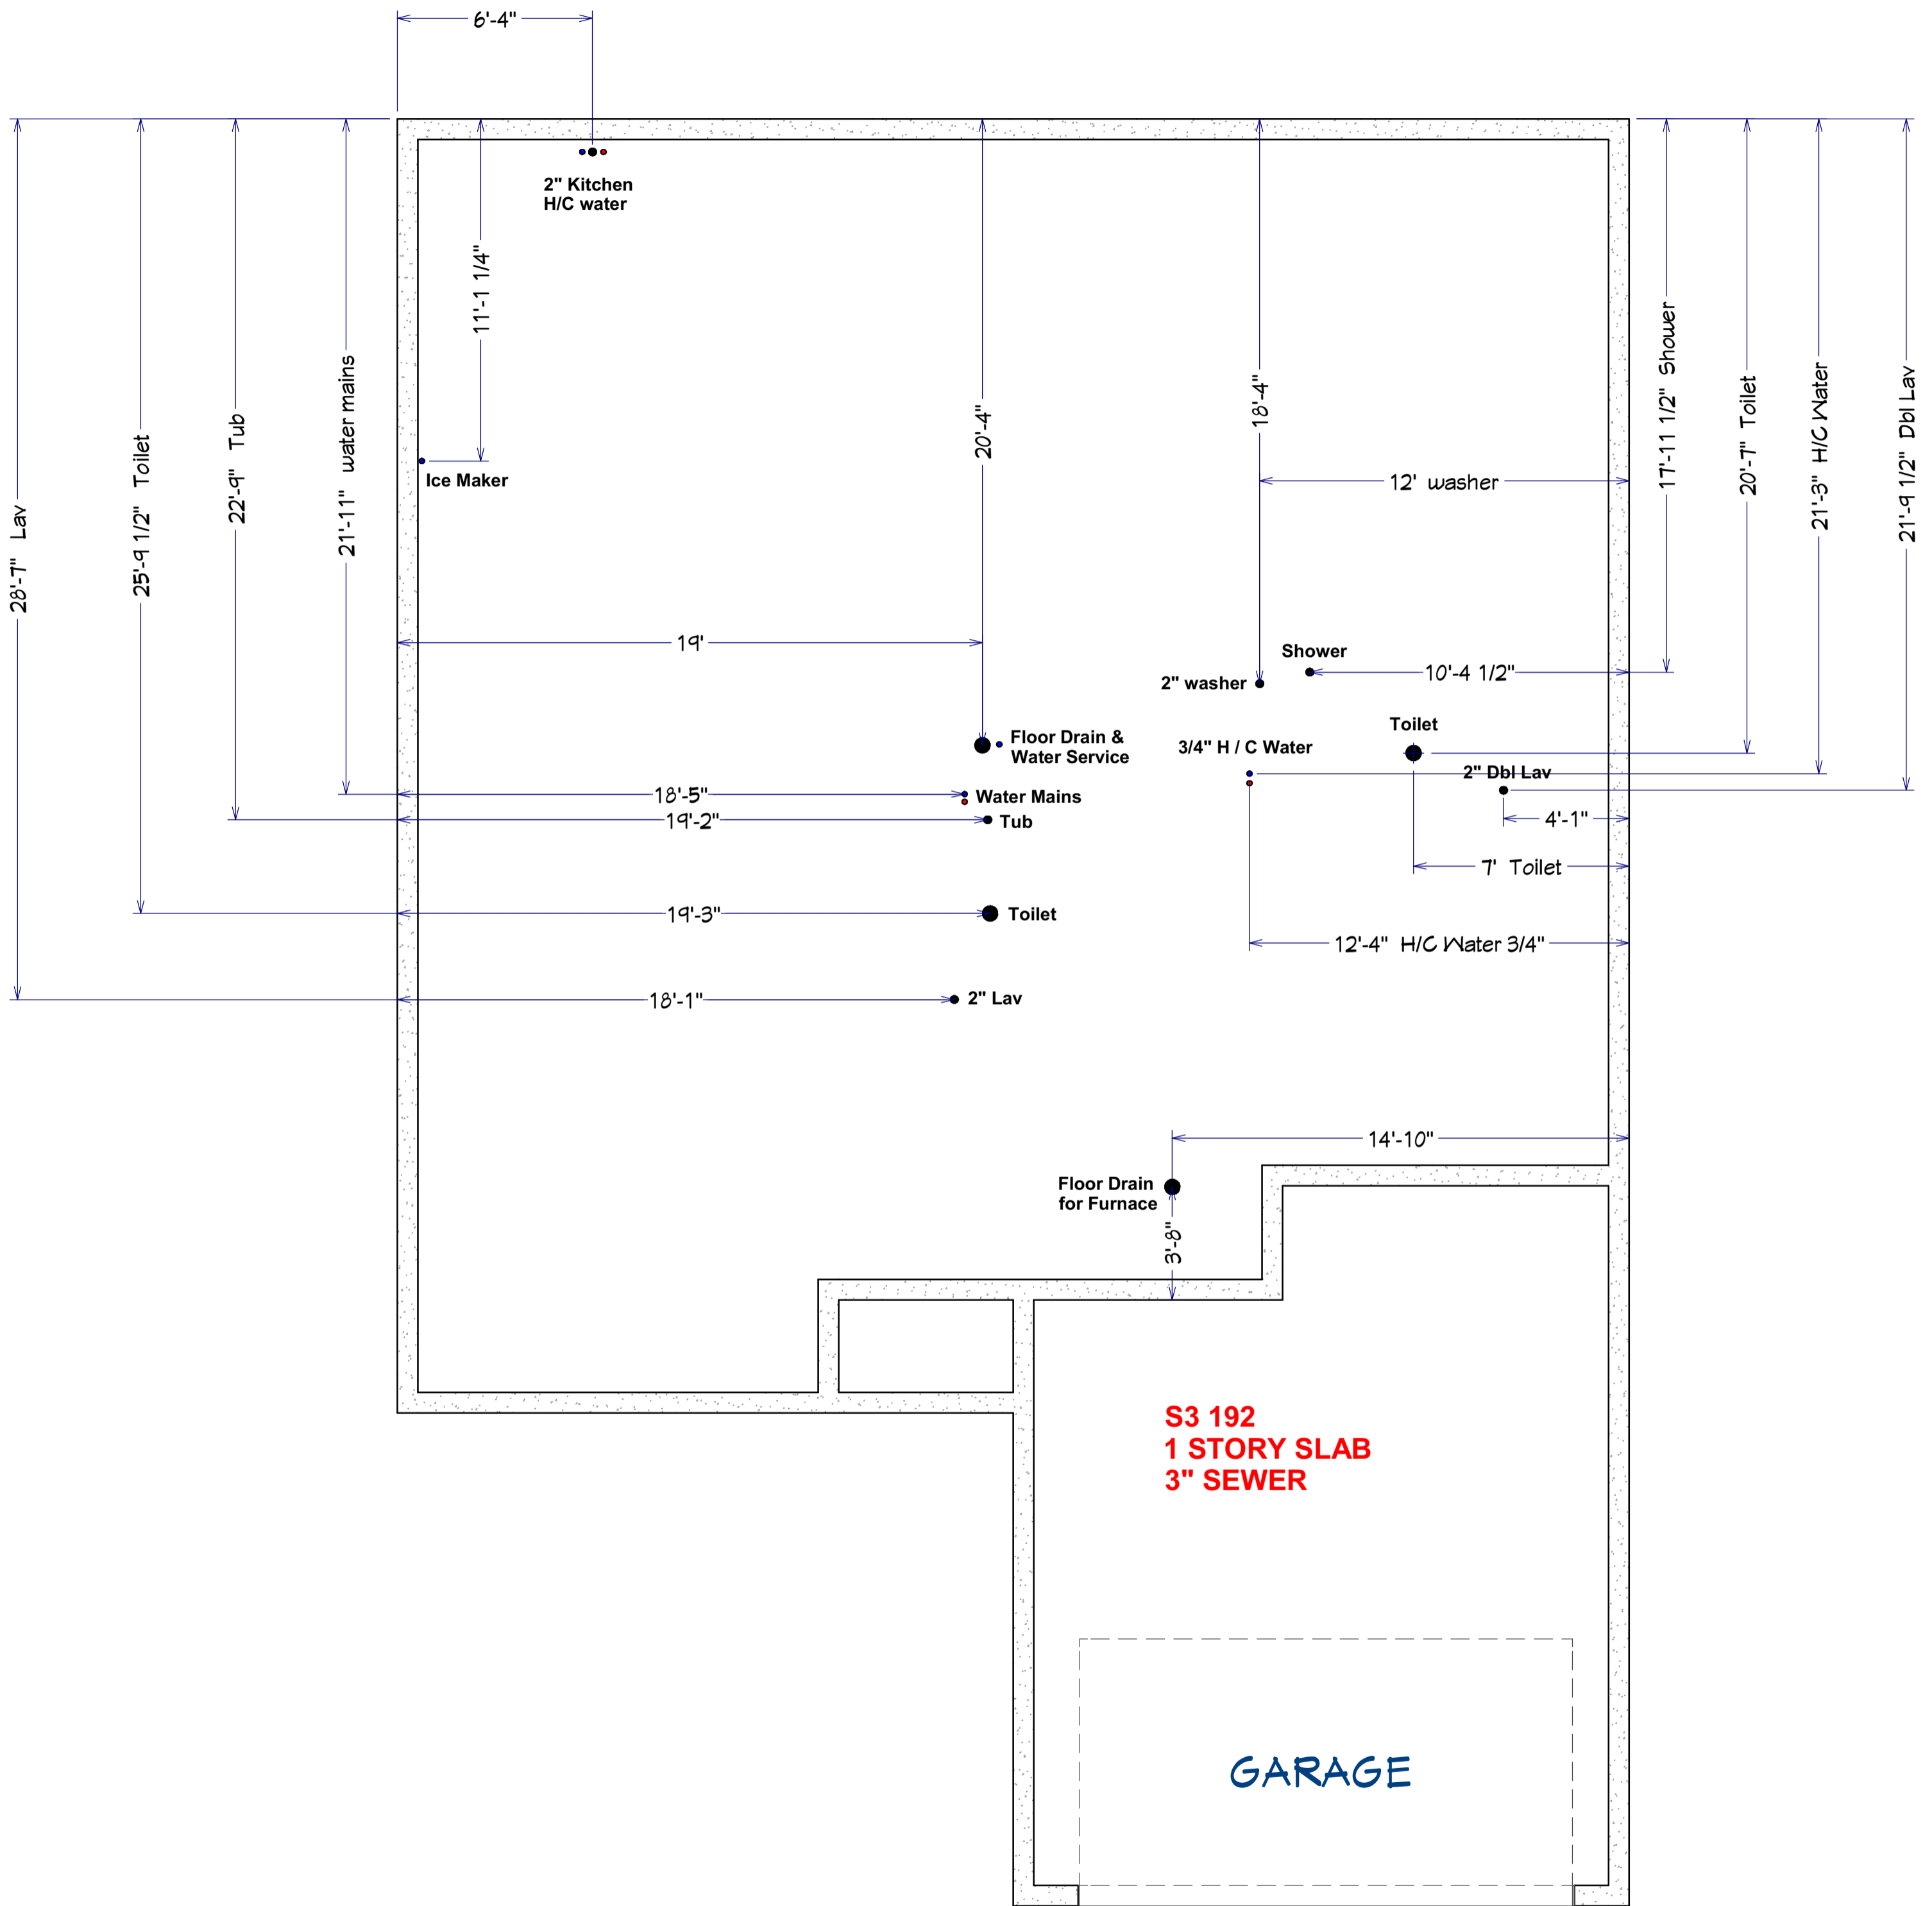 6'-4"
2" Kitchen
H/C water
11'-1 1/4"
Ice Maker
28'-7" Lav
25'-9 1/2" Toilet
22'-9" Tub
21'-11" water mains
20'-4"
18'-4"
12' washer
17'-11 1/2" Shower
20'-7" Toilet
21'-3" H/C Water
21'-9 1/2" Dbl Lav
19'
Shower
10'-4 1/2"
2" washer
Toilet
Floor Drain &
Water Service
3/4" H / C Water
2" Dbl Lav
18'-5"
Water Mains
19'-2"
Tub
4'-1"
7' Toilet
19'-3"
Toilet
12'-4" H/C Water 3/4"
18'-1"
2" Lav
14'-10"
Floor Drain
for Furnace
3'-8"
S3 192
1 STORY SLAB
3" SEWER
GARAGE